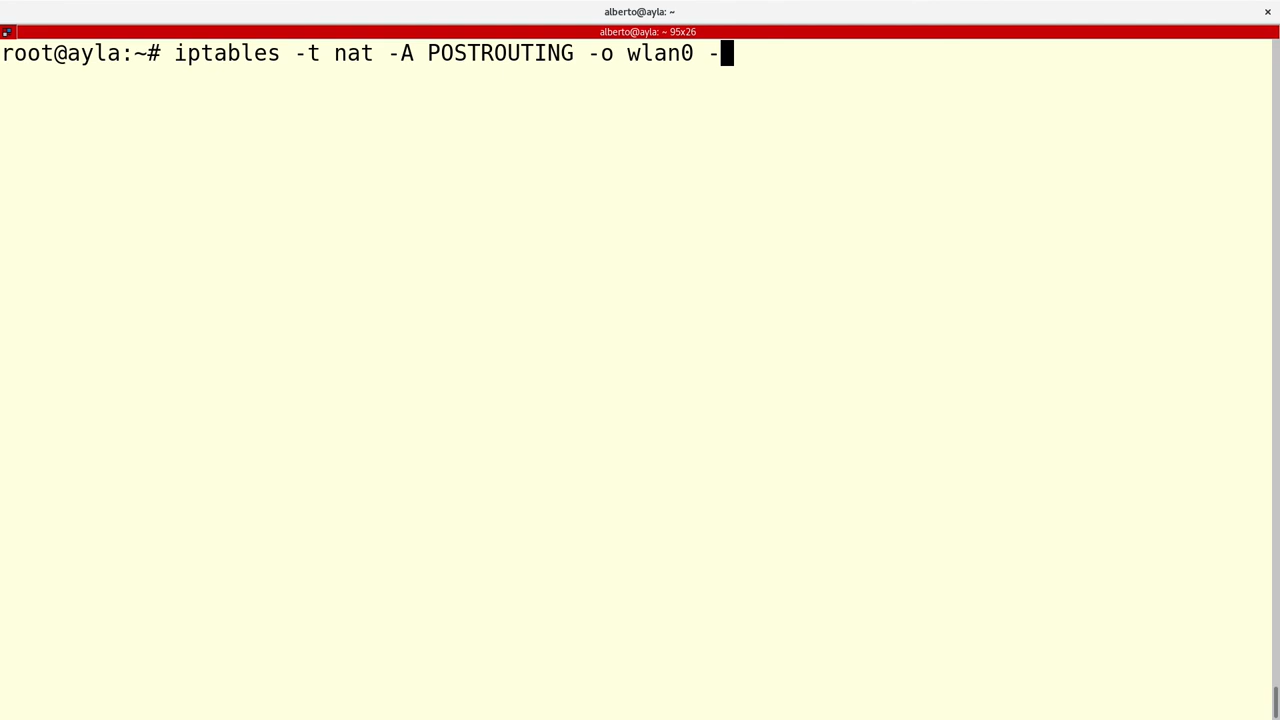 alberto@ayla: ~
×
alberto@ayla: ~ 95x26
root@ayla:~# iptables -t nat -A POSTROUTING -o wlan0 -